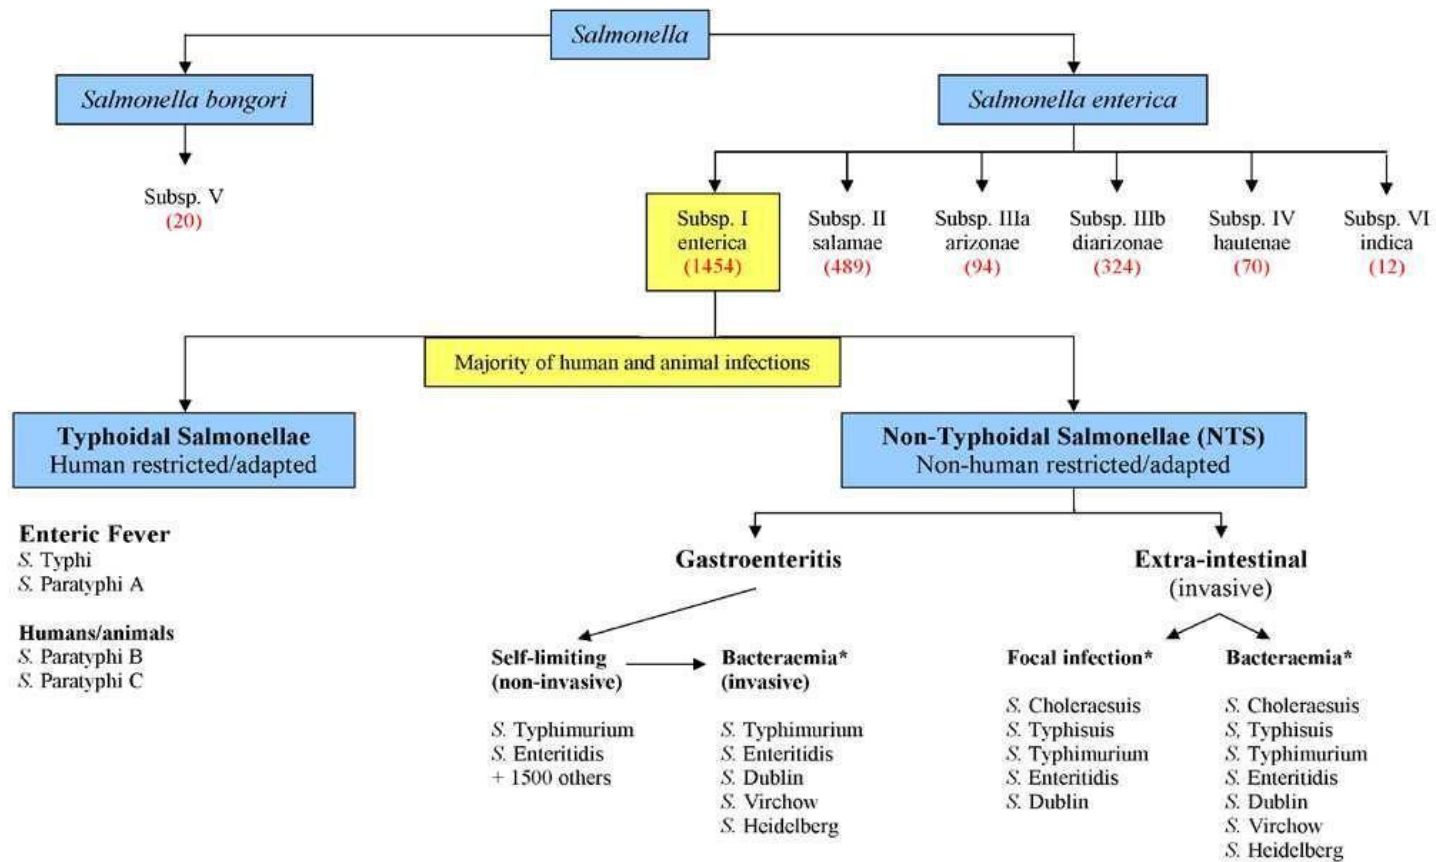 Salmonella
Salmonella bongori
Salmonella enterica
Subsp. V
(20)
Subsp. I
enterica
(1454)
Subsp. II
salamae
(489)
Subsp. IIIa
arizonae
(94)
Subsp. IIIb
diarizonae
(324)
Subsp. IV
hautenae
(70)
Subsp. VI
indica
(12)
Majority of human and animal infections
Typhoidal Salmonellae
Human restricted/adapted
Non-Typhoidal Salmonellae (NTS)
Non-human restricted/adapted
Enteric Fever
S. Typhi
S. Paratyphi A
Humans/animals
S. Paratyphi B
S. Paratyphi C
Gastroenteritis
Extra-intestinal
(invasive)
Self-limiting
(non-invasive)
S. Typhimurium
S. Enteritidis
+ 1500 others
Bacteraemia*
(invasive)
S. Typhimurium
S. Enteritidis
S. Dublin
S. Virchow
S. Heidelberg
Focal infection*
S. Choleraesuis
S. Typhisuis
S. Typhimurium
S. Enteritidis
S. Dublin
Bacteraemia*
S. Choleraesuis
S, Typhisuis
S. Typhimurium
S. Enteritidis
S. Dublin
S. Virchow
S. Heidelberg